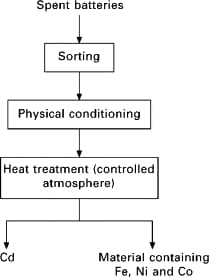 Spent batteries
Sorting
Physical conditioning
Heat treatment (controlled
atmosphere)
Cd
Material containing
Fe, Ni and Co